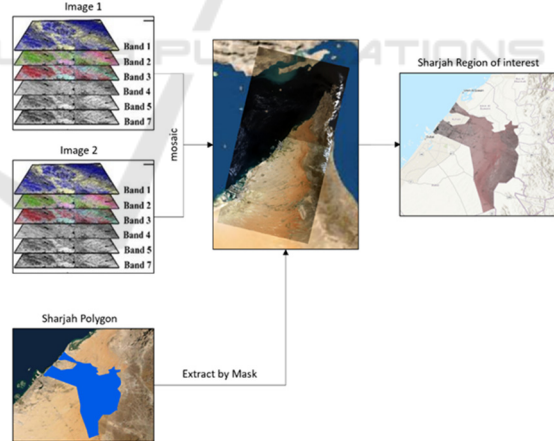 Image 1
Band 1
Band 2
Band 3
Band 4
Band 5
Band 7
Image 2
Band 1
Band 2
Band 3
Band 4
Band 5
Band 7
mosaic
Sharjah Region of interest
Sharjah Polygon
Extract by Mask